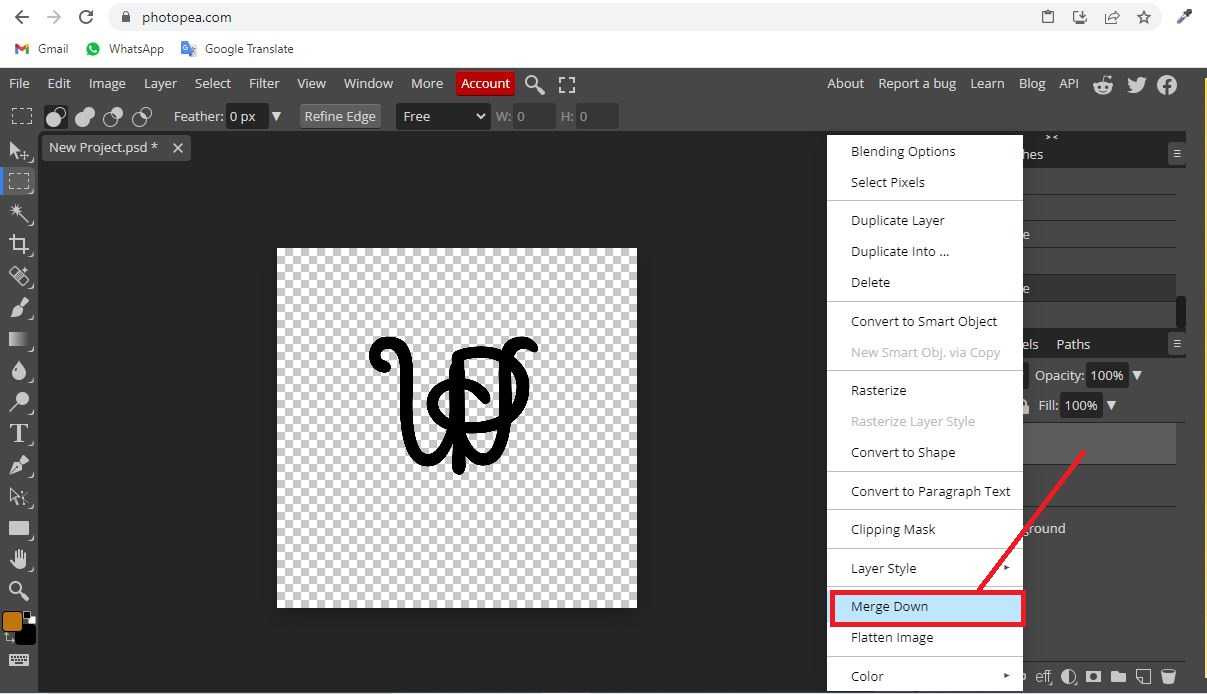 photopea.com
Gmail WhatsApp Google Translate
File Edit Image Layer Select Filter View Window More Account About Report a bug Learn Blog API
Feather: 0 px Refine Edge Free W: 0 H: 0
New Project.psd *
> <
hes
Blending Options
Select Pixels
Duplicate Layer
e
Duplicate Into ...
Delete
e
Convert to Smart Object
els Paths
New Smart Obj. via Copy
Opacity: 100%
Rasterize
Fill: 100%
Rasterize Layer Style
Convert to Shape
Convert to Paragraph Text
Clipping Mask
ground
Layer Style
Merge Down
Flatten Image
Color
eff